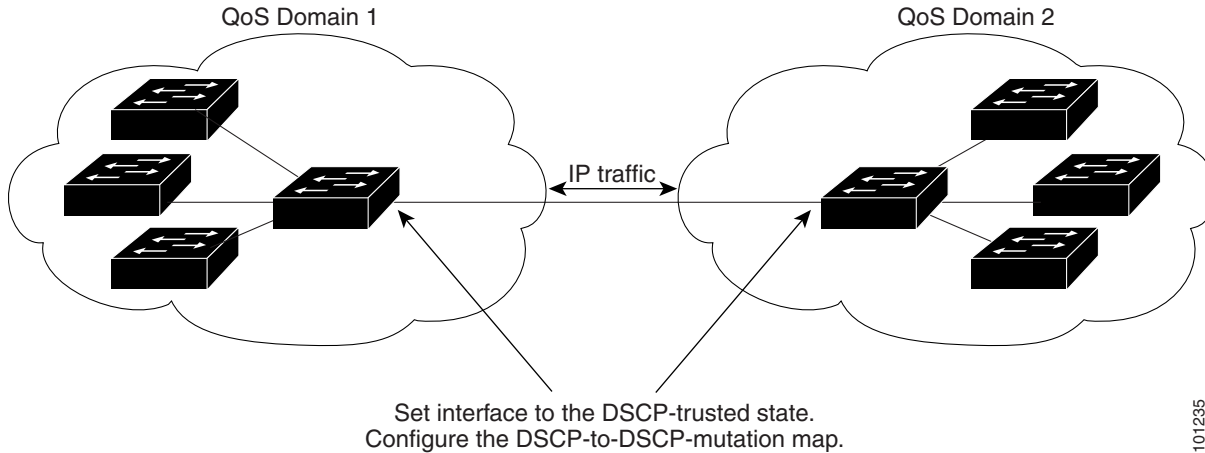 QoS Domain 1
QoS Domain 2
IP traffic
Set interface to the DSCP-trusted state.
Configure the DSCP-to-DSCP-mutation map.
101235